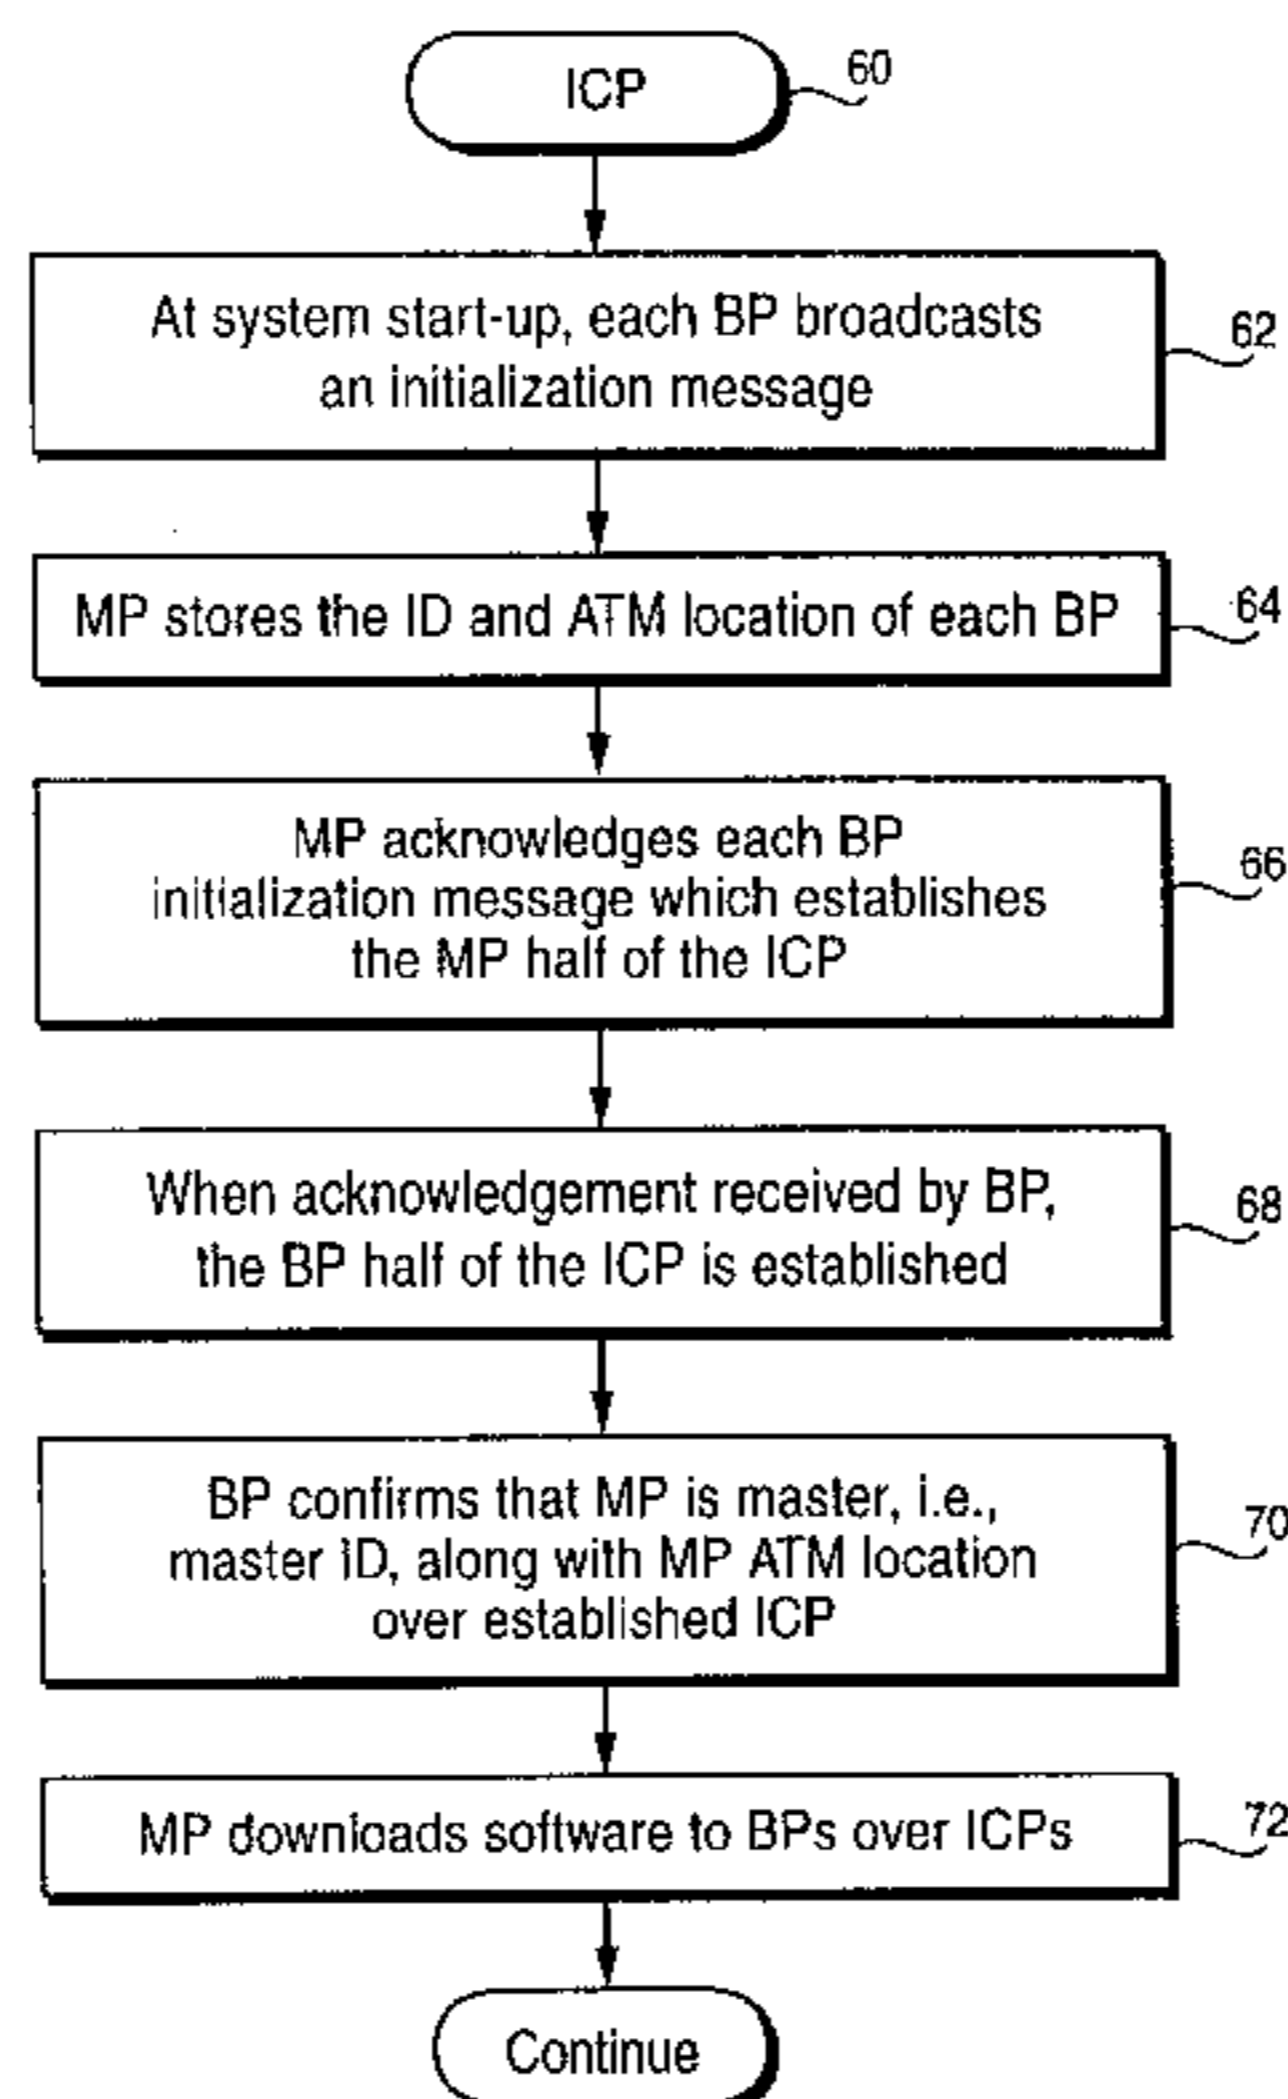 ICP
60
At system start-up, each BP broadcasts
an initialization message
62
MP stores the ID and ATM location of each BP
64
MP acknowledges each BP
initialization message which establishes
the MP half of the ICP
66
When acknowledgement received by BP,
the BP half of the ICP is established
68
BP confirms that MP is master, i.e.,
master ID, along with MP ATM location
over established ICP
70
MP downloads software to BPs over ICPs
72
Continue